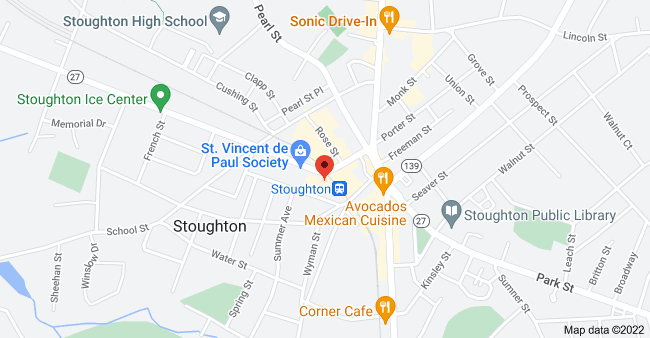 Stoughton High School
Pearl St
Sonic Drive-In
Lincoln St
27
Stoughton Ice Center
Memorial Dr
French St
Cushing St
Clapp St
Pearl St Pl
Rose St
Monk St
Union St
Grove St
Prospect St
Walnut Ct
Porter St
Freeman St
139
Walnut St
St. Vincent de
Paul Society
Stoughton
Seaver St
Avocados
Mexican Cuisine
27
Stoughton Public Library
School St
Stoughton
Summer Ave
Wyman St
Water St
Spring St
Sheehan St
Winslow Dr
Kinsley St
Sumner St
Park St
Leach St
Britton St
Broadway
Corner Cafe
Map data ©2022